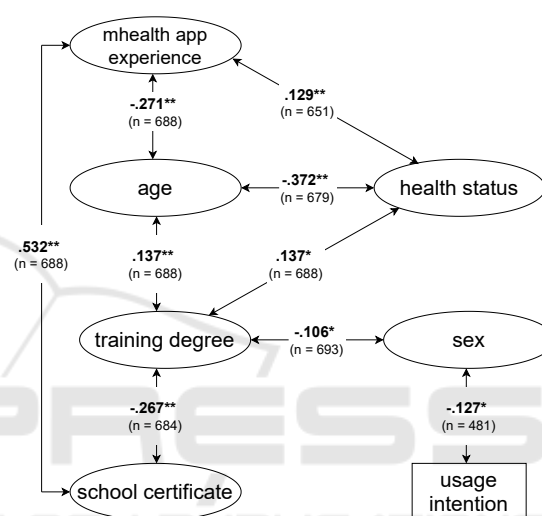 mhealth app
experience
-.271**
(n = 688)
.129**
(n = 651)
age
-.372**
(n = 679)
health status
.532**
(n = 688)
.137**
(n = 688)
.137*
(n = 688)
training degree
-.106*
(n = 693)
sex
-.267**
(n = 684)
-.127*
(n = 481)
school certificate
usage
intention
PRESS